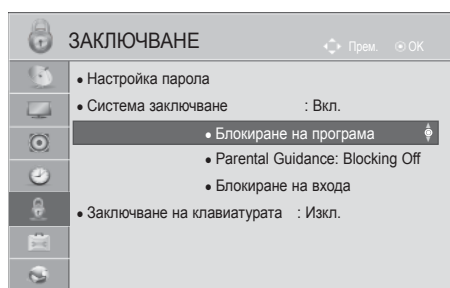 ЗАКЛЮЧВАНЕ Прем. OK
• Настройка парола
• Система заключване : Вкл.
• Блокиране на програма
• Parental Guidance: Blocking Off
• Блокиране на входа
• Заключване на клавиатурата : Изкл.